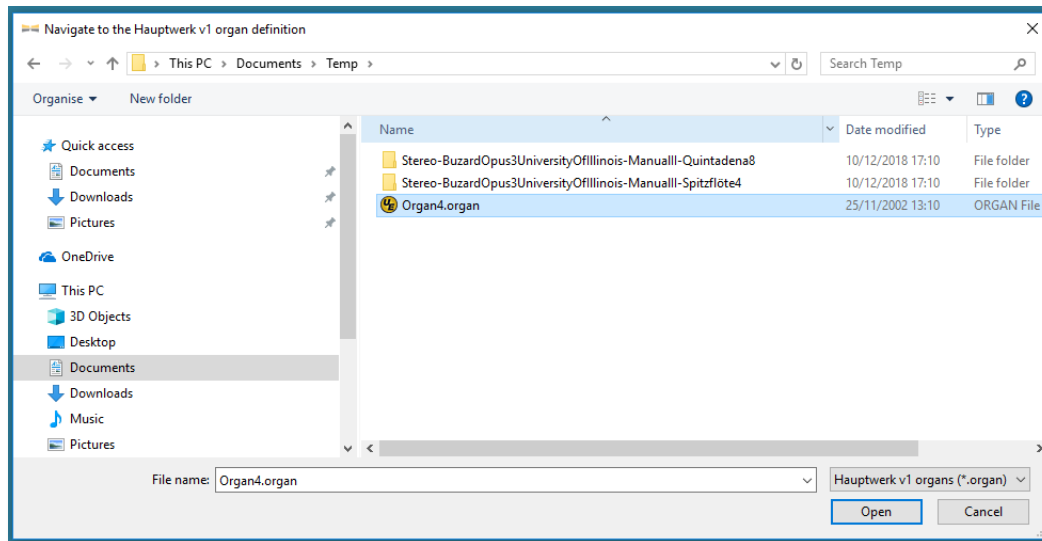 Navigate to the Hauptwerk v1 organ definition
This PC > Documents > Temp >
Search Temp
Organise
New folder
Name
Date modified
Type
Quick access
Documents
Downloads
Pictures
OneDrive
This PC
3D Objects
Desktop
Documents
Downloads
Music
Pictures
Stereo-BuzardOpus3UniversityOfIllinois-ManualII-Quintadena8 10/12/2018 17:10 File folder
Stereo-BuzardOpus3UniversityOfIllinois-ManualII-Spitzflöte4 10/12/2018 17:10 File folder
Organ4.organ 25/11/2002 13:10 ORGAN File
File name: Organ4.organ
Hauptwerk v1 organs (*.organ)
Open
Cancel